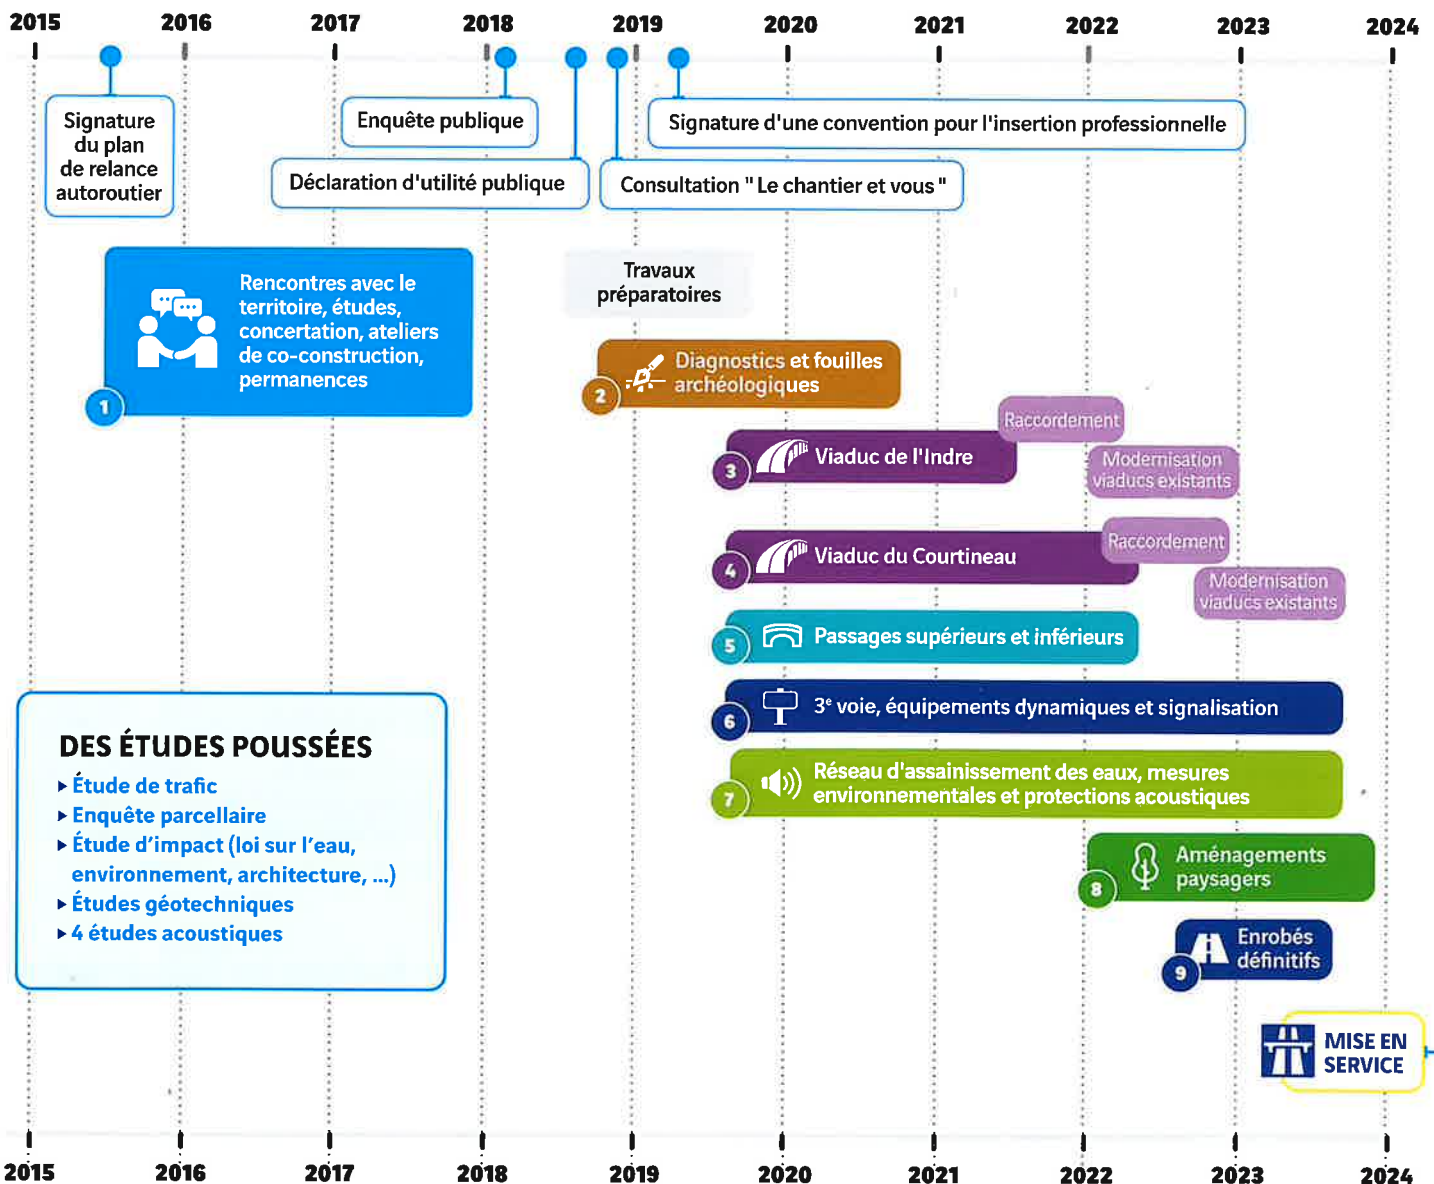 2015 2016 2017 2018 2019 2020 2021 2022 2023 2024
Signature
du plan
de relance
autoroutier
Enquête publique
Déclaration d'utilité publique
Signature d'une convention pour l'insertion professionnelle
Consultation " Le chantier et vous "
Rencontres avec le
territoire, études,
concertation, ateliers
de co-construction,
permanences
1
Travaux
préparatoires
Diagnostics et fouilles
archéologiques
2
Raccordement
Viaduc de l'Indre
3
Modernisation
viaducs existants
Raccordement
Viaduc du Courtineau
4
Modernisation
viaducs existants
Passages supérieurs et inférieurs
5
3e voie, équipements dynamiques et signalisation
6
Réseau d'assainissement des eaux, mesures
environnementales et protections acoustiques
7
Aménagements
paysagers
8
Enrobés
définitifs
9
MISE EN
SERVICE
DES ÉTUDES POUSSÉES
▸ Étude de trafic
▸ Enquête parcellaire
▸ Étude d'impact (loi sur l'eau,
environnement, architecture, ...)
▸ Études géotechniques
▸ 4 études acoustiques
2015 2016 2017 2018 2019 2020 2021 2022 2023 2024